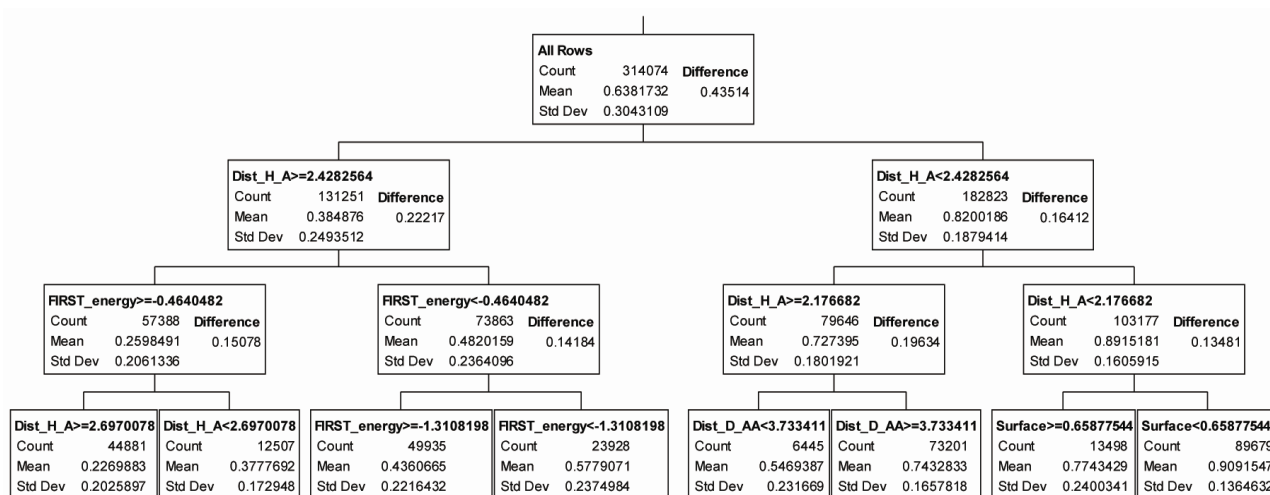 All Rows
Count 314074 Difference
Mean 0.6381732 0.43514
Std Dev 0.3043109
Dist_H_A>=2.4282564
Count 131251 Difference
Mean 0.384876 0.22217
Std Dev 0.2493512
Dist_H_A<2.4282564
Count 182823 Difference
Mean 0.8200186 0.16412
Std Dev 0.1879414
FIRST_energy>=-0.4640482
Count 57388 Difference
Mean 0.2598491 0.15078
Std Dev 0.2061336
FIRST_energy<-0.4640482
Count 73863 Difference
Mean 0.4820159 0.14184
Std Dev 0.2364096
Dist_H_A>=2.176682
Count 79646 Difference
Mean 0.727395 0.19634
Std Dev 0.1801921
Dist_H_A<2.176682
Count 103177 Difference
Mean 0.8915181 0.13481
Std Dev 0.1605915
Dist_H_A>=2.6970078
Count 44881
Mean 0.2269883
Std Dev 0.2025897
Dist_H_A<2.6970078
Count 12507
Mean 0.3777692
Std Dev 0.172948
FIRST_energy>=-1.3108198
Count 49935
Mean 0.4360665
Std Dev 0.2216432
FIRST_energy<-1.3108198
Count 23928
Mean 0.5779071
Std Dev 0.2374984
Dist_D_AA<3.733411
Count 6445
Mean 0.5469387
Std Dev 0.231669
Dist_D_AA>=3.733411
Count 73201
Mean 0.7432833
Std Dev 0.1657818
Surface>=0.65877544
Count 13498
Mean 0.7743429
Std Dev 0.2400341
Surface<0.65877544
Count 89679
Mean 0.9091547
Std Dev 0.1364632